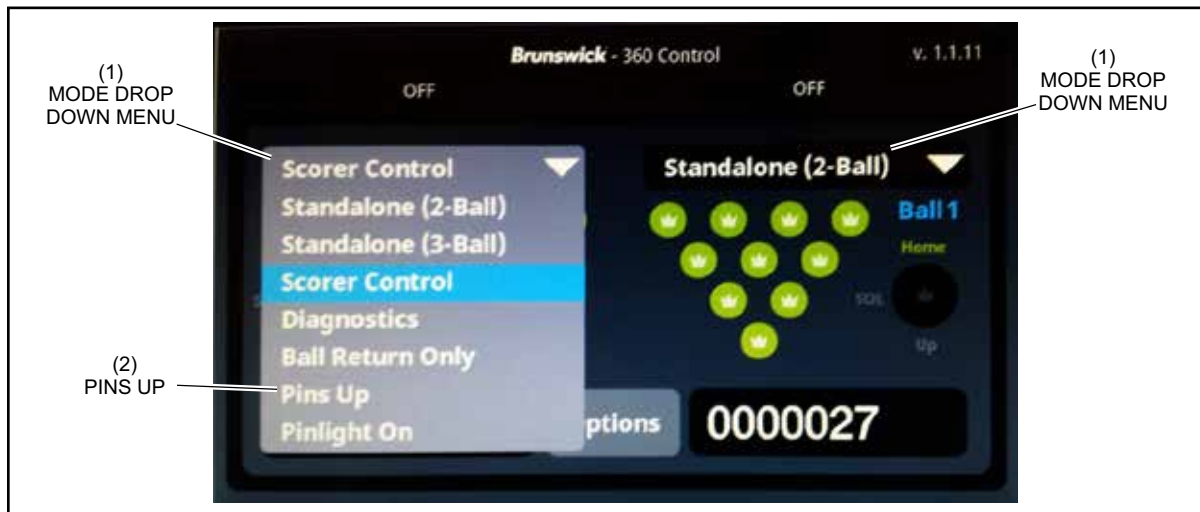 Brunswick - 360 Control
v. 1.1.11
OFF
OFF
(1)
MODE DROP
DOWN MENU
(1)
MODE DROP
DOWN MENU
Scorer Control
Standalone (2-Ball)
Standalone (3-Ball)
Scorer Control
Diagnostics
Ball Return Only
Pins Up
Pinlight On
Standalone (2-Ball)
Ball 1
Home
SOL
Up
(2)
PINS UP
ptions
0000027